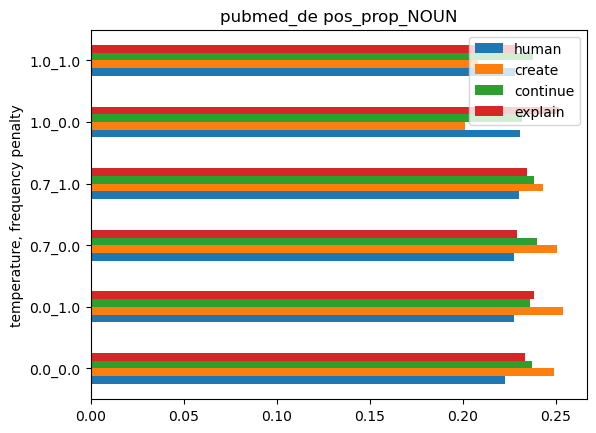 pubmed_de pos_prop_NOUN
temperature, frequency penalty
1.0_1.0
1.0_0.0
0.7_1.0
0.7_0.0
0.0_1.0
0.0_0.0
human
create
continue
explain
0.00 0.05 0.10 0.15 0.20 0.25